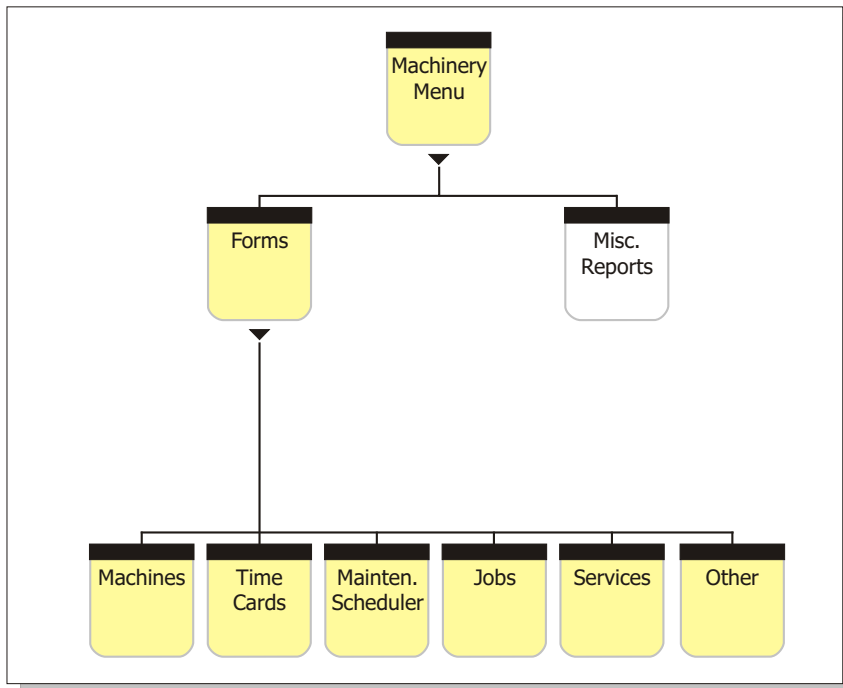 Machinery
Menu
Forms
Misc.
Reports
Machines
Time
Cards
Mainten.
Scheduler
Jobs
Services
Other